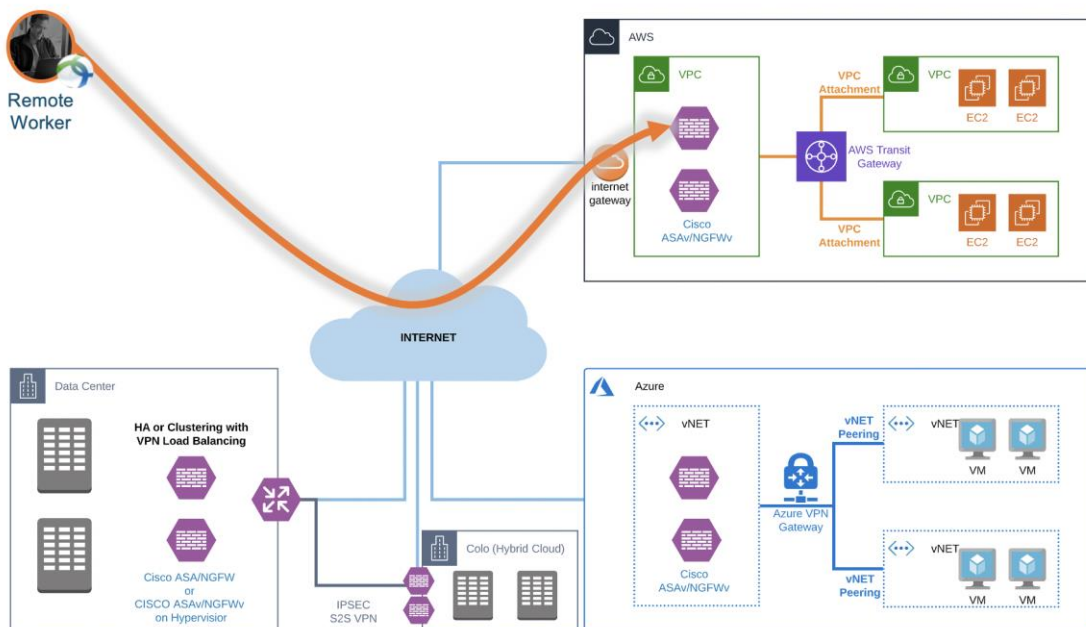 Remote
Worker
AWS
VPC
internet
gateway
Cisco
ASAv/NGFWv
VPC
Attachment
AWS Transit
Gateway
VPC
Attachment
VPC
EC2
EC2
VPC
EC2
EC2
INTERNET
Data Center
HA or Clustering with
VPN Load Balancing
Cisco ASA/NGFW
or
CISCO ASAv/NGFWv
on Hypervisior
IPSEC
S2S VPN
Colo (Hybrid Cloud)
Azure
vNET
Cisco
ASAv/NGFWv
Azure VPN
Gateway
vNET
Peering
vNET
Peering
vNET
VM
VM
vNET
VM
VM